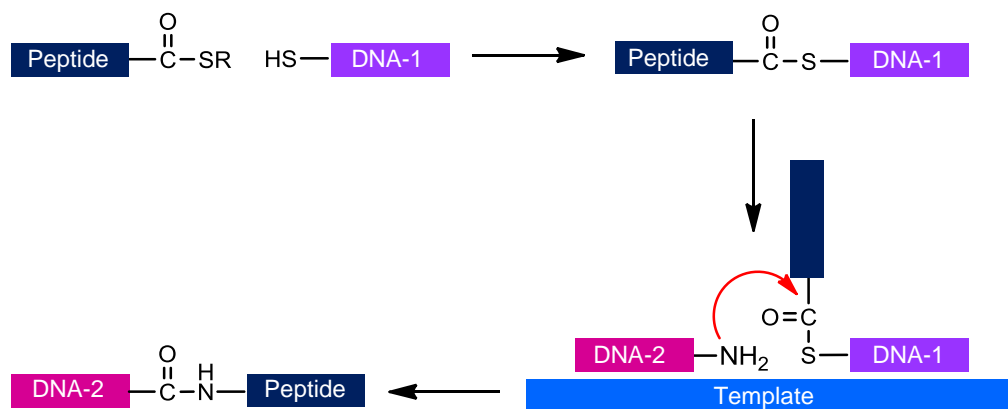 Peptide
O
C
SR
HS
DNA-1
Peptide
O
C
S
DNA-1
O=C
S
DNA-2
NH2
DNA-1
Template
DNA-2
O
C
H
N
Peptide